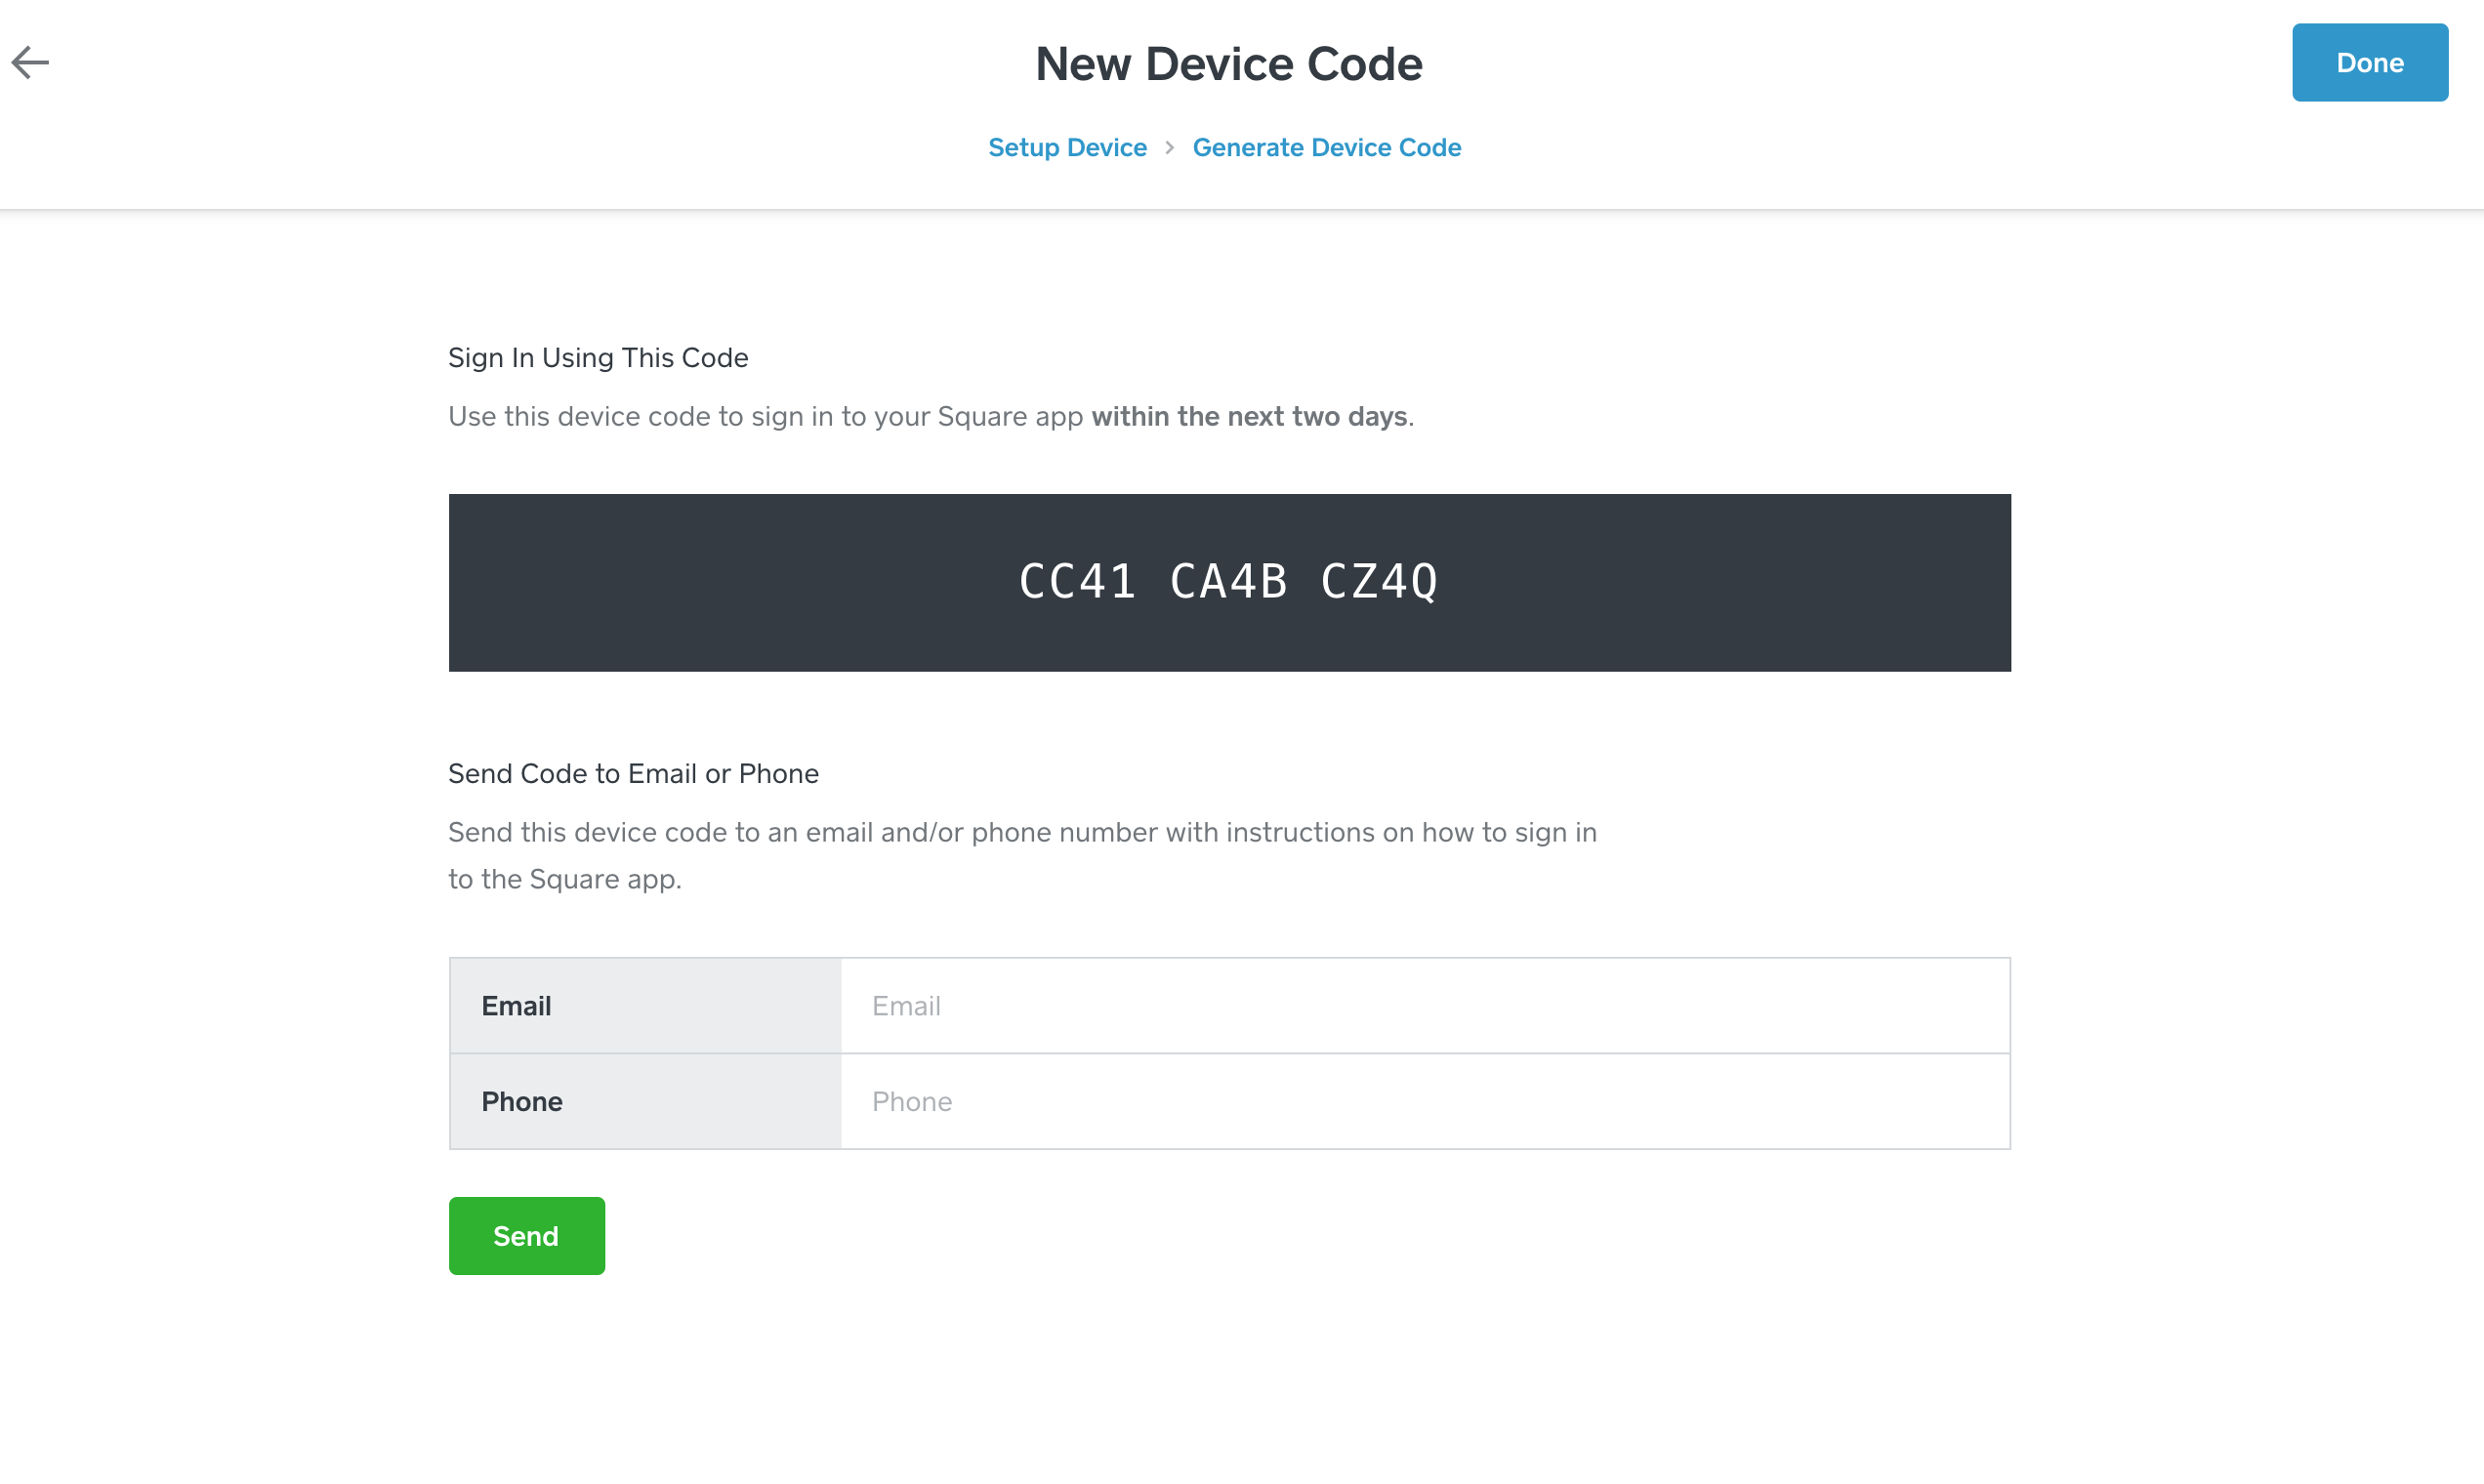 New Device Code
Done
Setup Device > Generate Device Code
Sign In Using This Code
Use this device code to sign in to your Square app within the next two days.
CC41 CA4B CZ4Q
Send Code to Email or Phone
Send this device code to an email and/or phone number with instructions on how to sign in
to the Square app.
Email Email
Phone Phone
Send